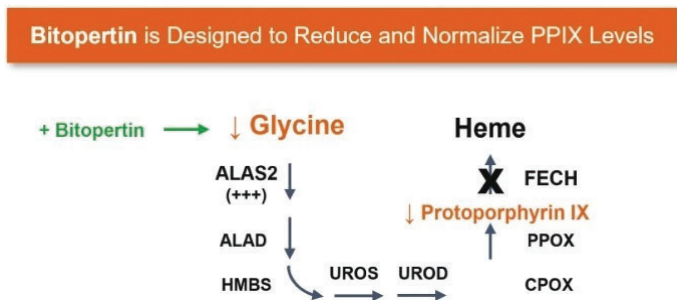 Bitopertin is Designed to Reduce and Normalize PPIX Levels
+ Bitopertin → ↓ Glycine
Heme
ALAS2
(+++)
X
FECH
↓ Protoporphyrin IX
ALAD
PPOX
HMBS
UROS
UROD
CPOX